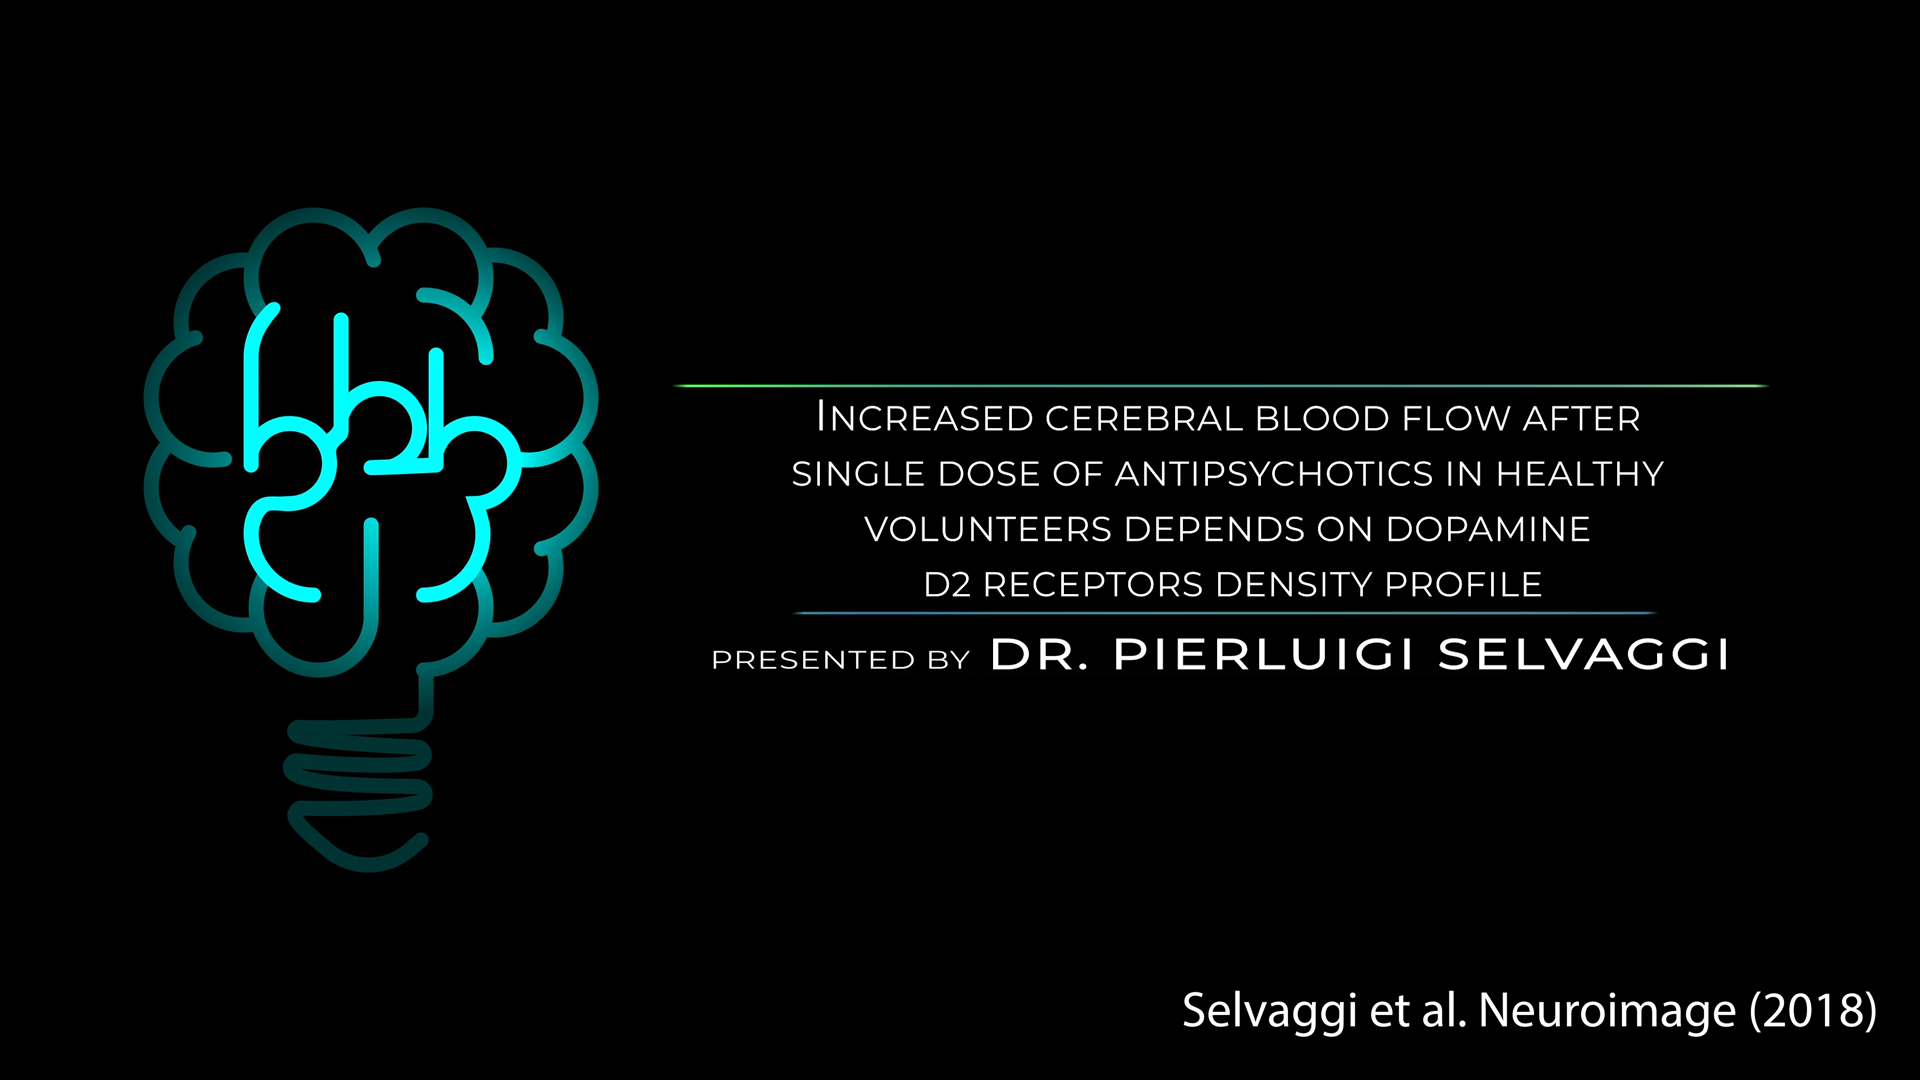 Increased cerebral blood flow after
single dose of antipsychotics in healthy
volunteers depends on dopamine
D2 receptors density profile
presented by Dr. Pierluigi Selvaggi
Selvaggi et al. Neuroimage (2018)